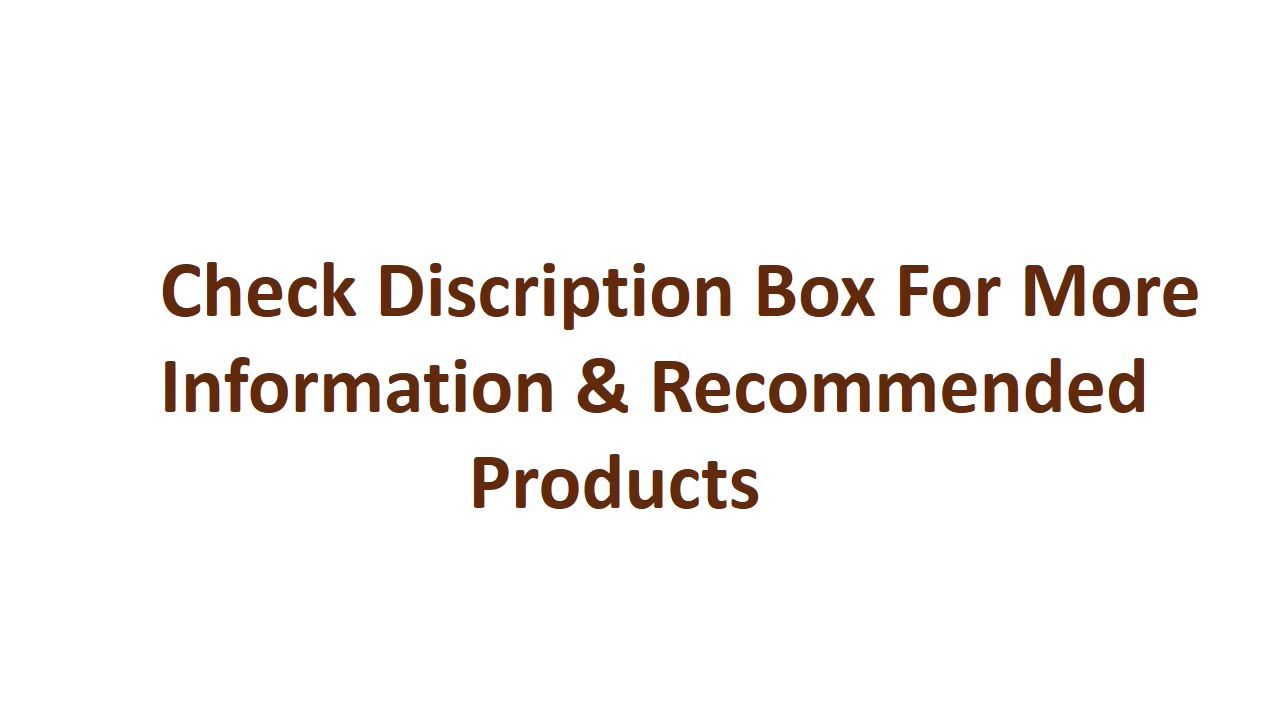 Check Discription Box For More
Information & Recommended
Products